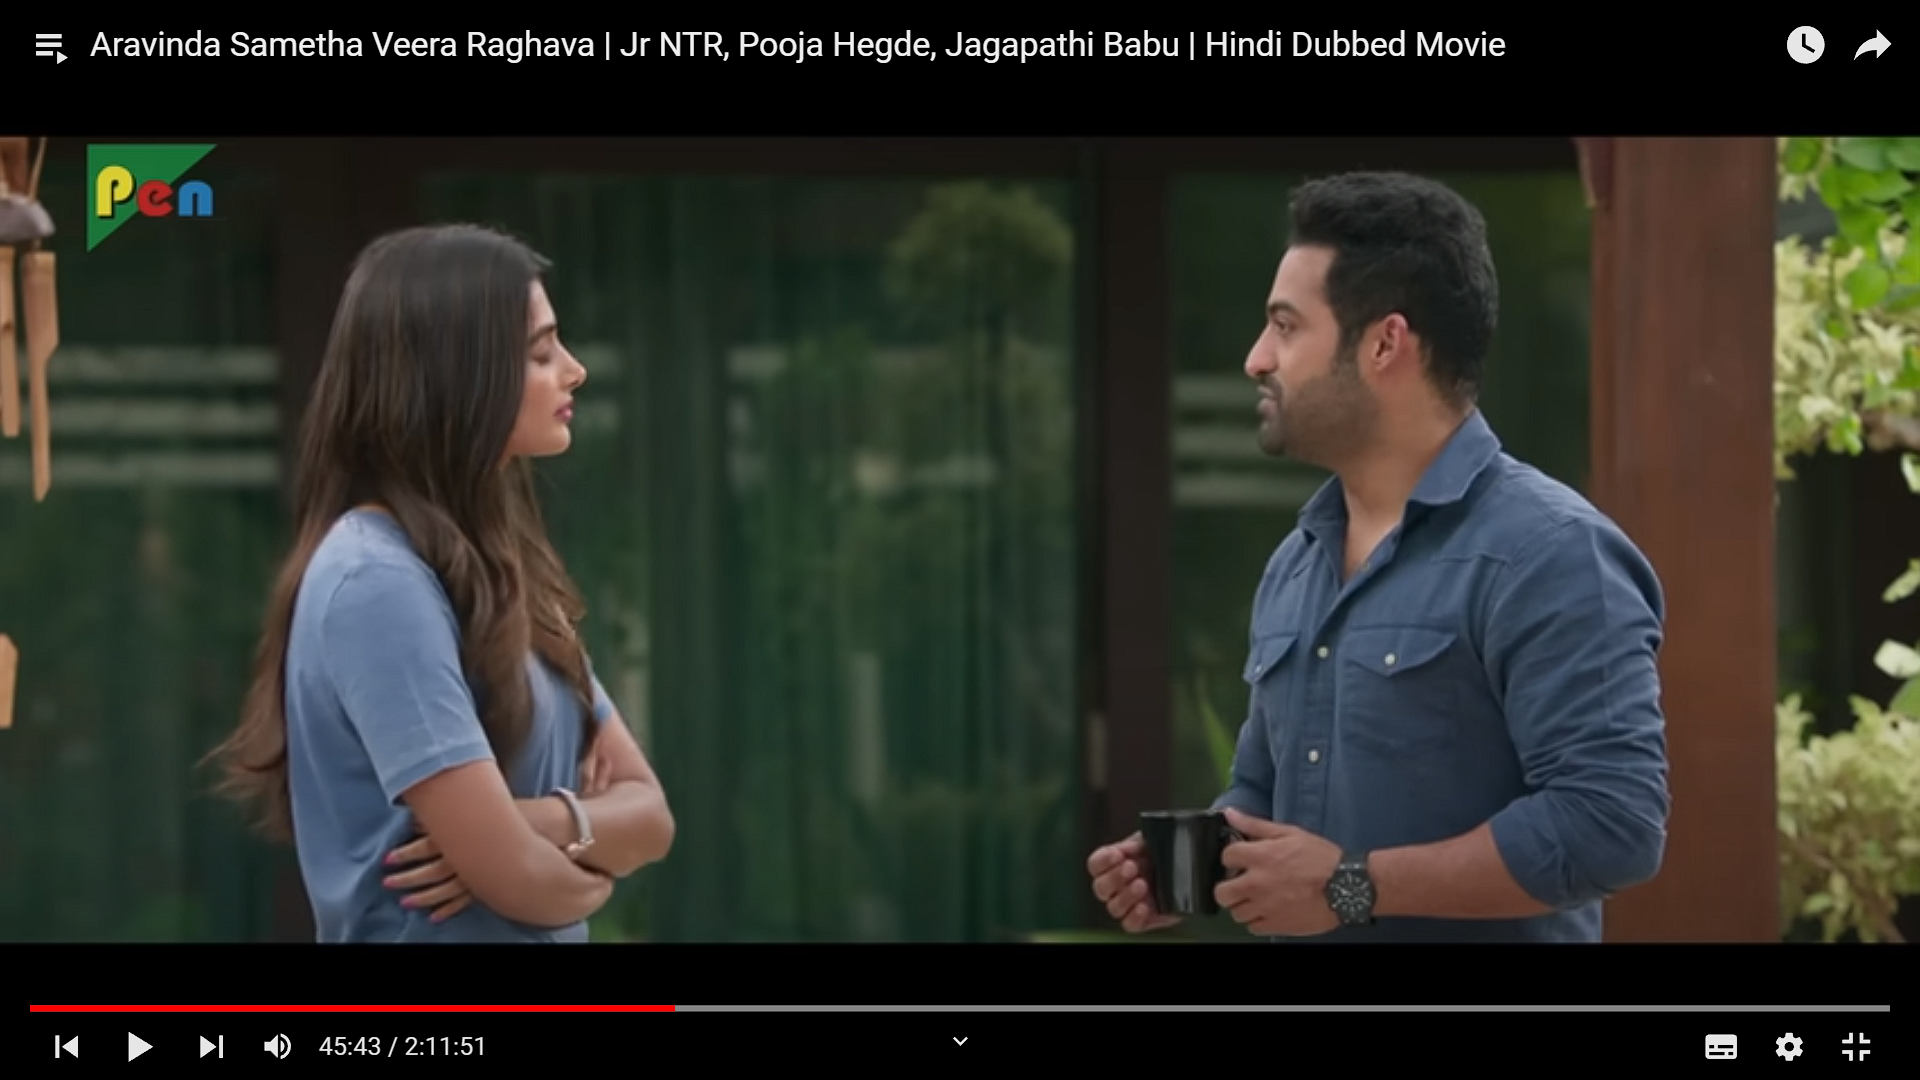 Aravinda Sametha Veera Raghava | Jr NTR, Pooja Hegde, Jagapathi Babu | Hindi Dubbed Movie
Pen
45:43 / 2:11:51